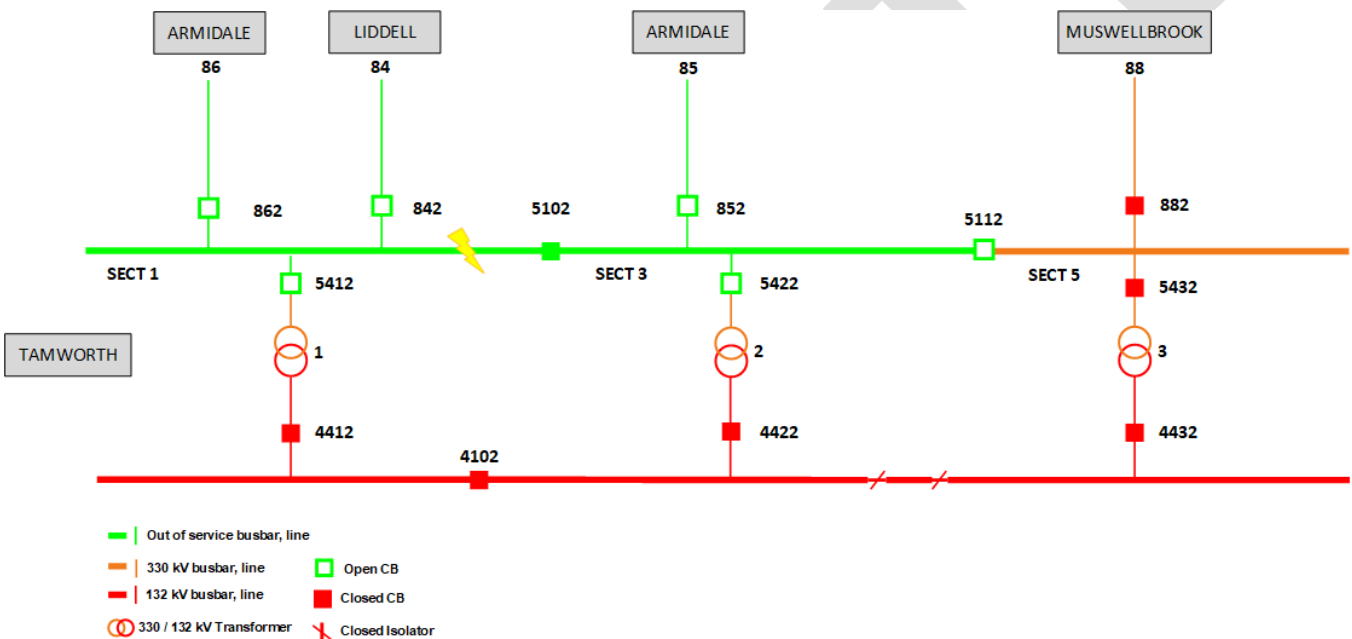 ARMIDALE
LIDDELL
ARMIDALE
MUSWELLBROOK
86
84
85
88
862
842
5102
852
5112
882
SECT 1
SECT 3
SECT 5
5412
5422
5432
TAMWORTH
1
2
3
4412
4422
4432
4102
Out of service busbar, line
330 kV busbar, line
Open CB
132 kV busbar, line
Closed CB
330 / 132 kV Transformer
Closed Isolator